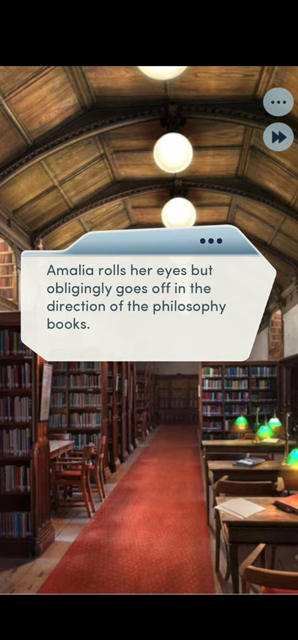 Amalia rolls her eyes but
obligingly goes off in the
direction of the philosophy
books.